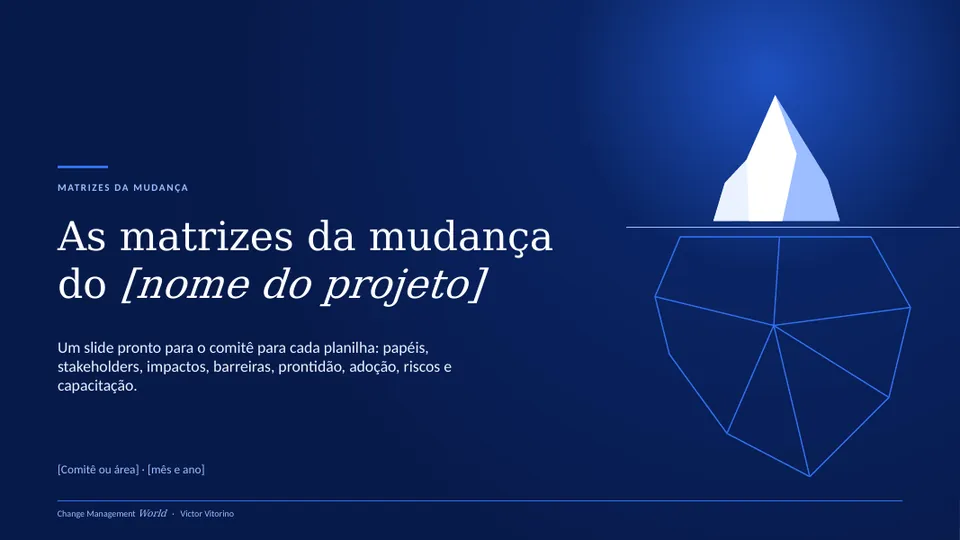 MATRIZES DA MUDANÇA
As matrizes da mudança
do [nome do projeto]
Um slide pronto para o comitê para cada planilha: papéis,
stakeholders, impactos, barreiras, prontidão, adoção, riscos e
capacitação.
[Comitê ou área] · [mês e ano]
Change Management World · Victor Vitorino